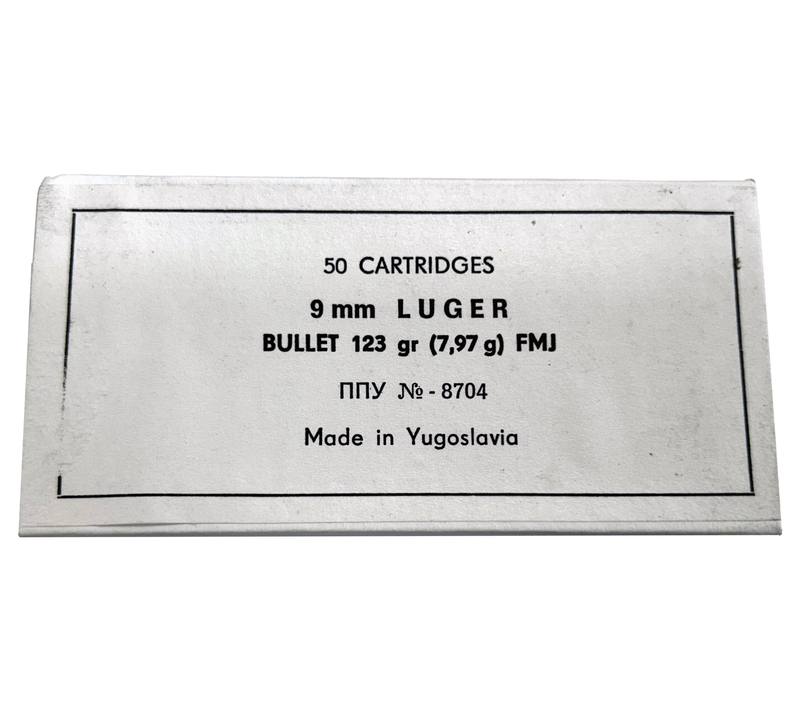 50 CARTRIDGES
9 mm LUGER
BULLET 123 gr (7,97 g) FMJ
ППУ № - 8704
Made in Yugoslavia